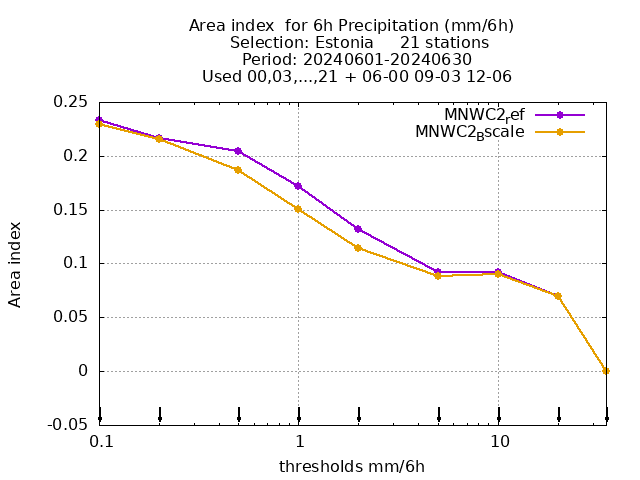 Area index  for 6h Precipitation (mm/6h)
Selection: Estonia     21 stations
Period: 20240601-20240630
Used 00,03,...,21 + 06-00 09-03 12-06
MNWC2_ref
MNWC2_Bscale
0.25
0.2
0.15
0.1
0.05
0
-0.05
Area index
0.1
1
10
thresholds mm/6h